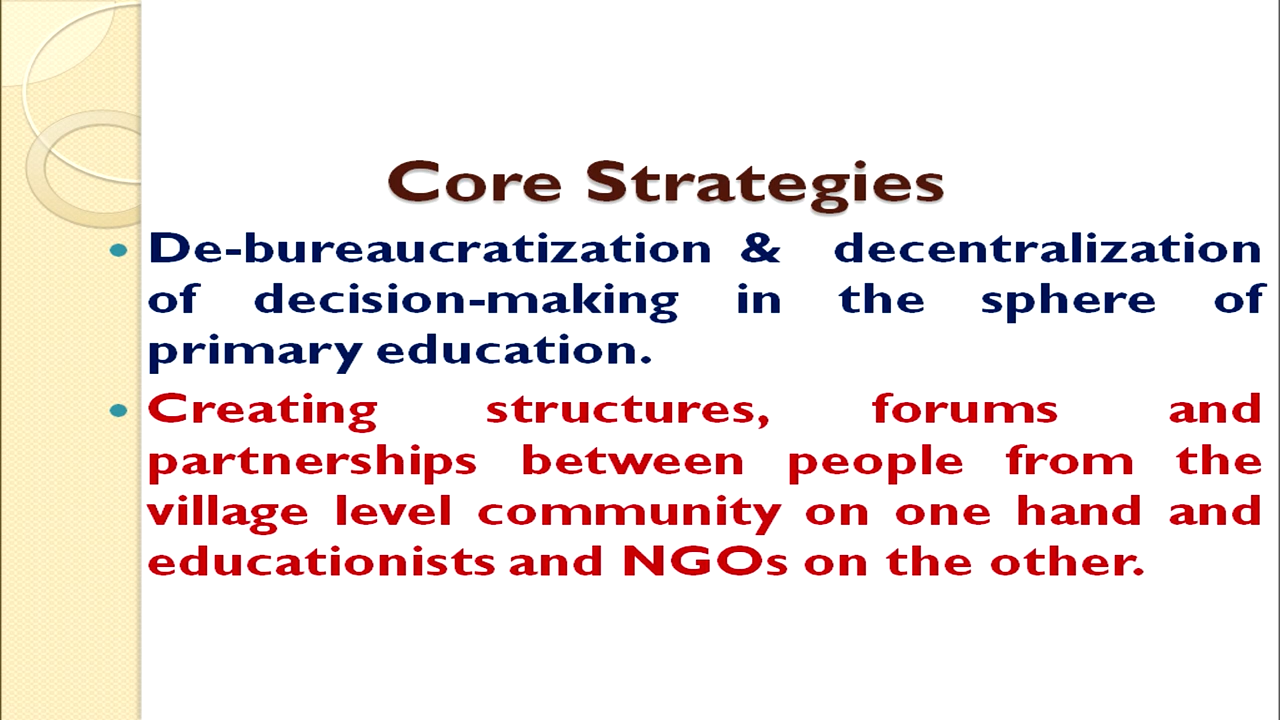 Core Strategies
• De-bureaucratization & decentralization
of decision-making in the sphere of
primary education.
• Creating structures, forums and
partnerships between people from the
village level community on one hand and
educationists and NGOs on the other.